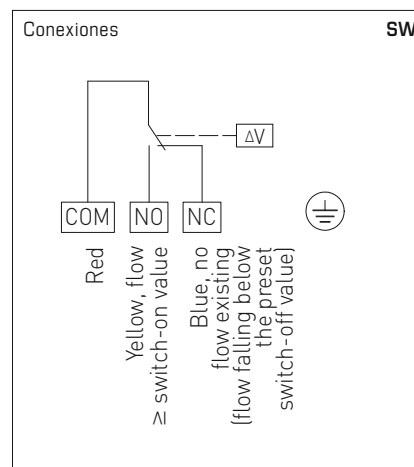 Conexiones
SW
ΔV
COM
NO
NC
Red
Yellow, flow
≥ switch-on value
Blue, no
flow existing
(flow falling below
the preset
switch-off value)